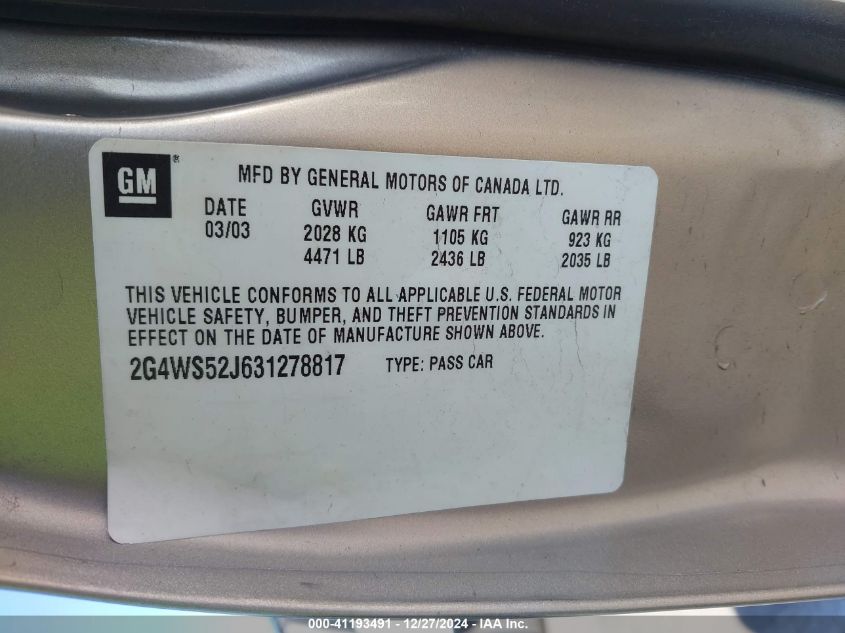 GM®
MFD BY GENERAL MOTORS OF CANADA LTD.
DATE GVWR GAWR FRT GAWR RR
03/03 2028 KG 1105 KG 923 KG
4471 LB 2436 LB 2035 LB
THIS VEHICLE CONFORMS TO ALL APPLICABLE U.S. FEDERAL MOTOR
VEHICLE SAFETY, BUMPER, AND THEFT PREVENTION STANDARDS IN
EFFECT ON THE DATE OF MANUFACTURE SHOWN ABOVE.
2G4WS52J631278817 TYPE: PASS CAR
000-41193491 - 12/27/2024 - IAA Inc.